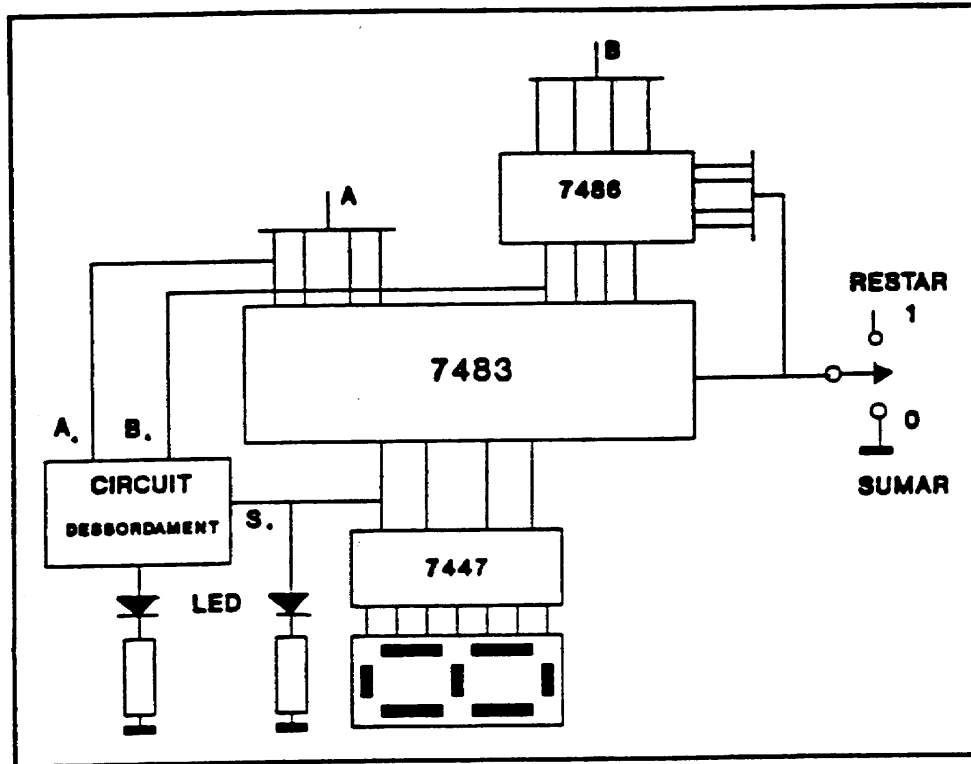 B
7486
A
RESTAR
1
7483
A.
B.
0
CIRCUIT
DESBORDAMENT
S.
SUMAR
7447
LED